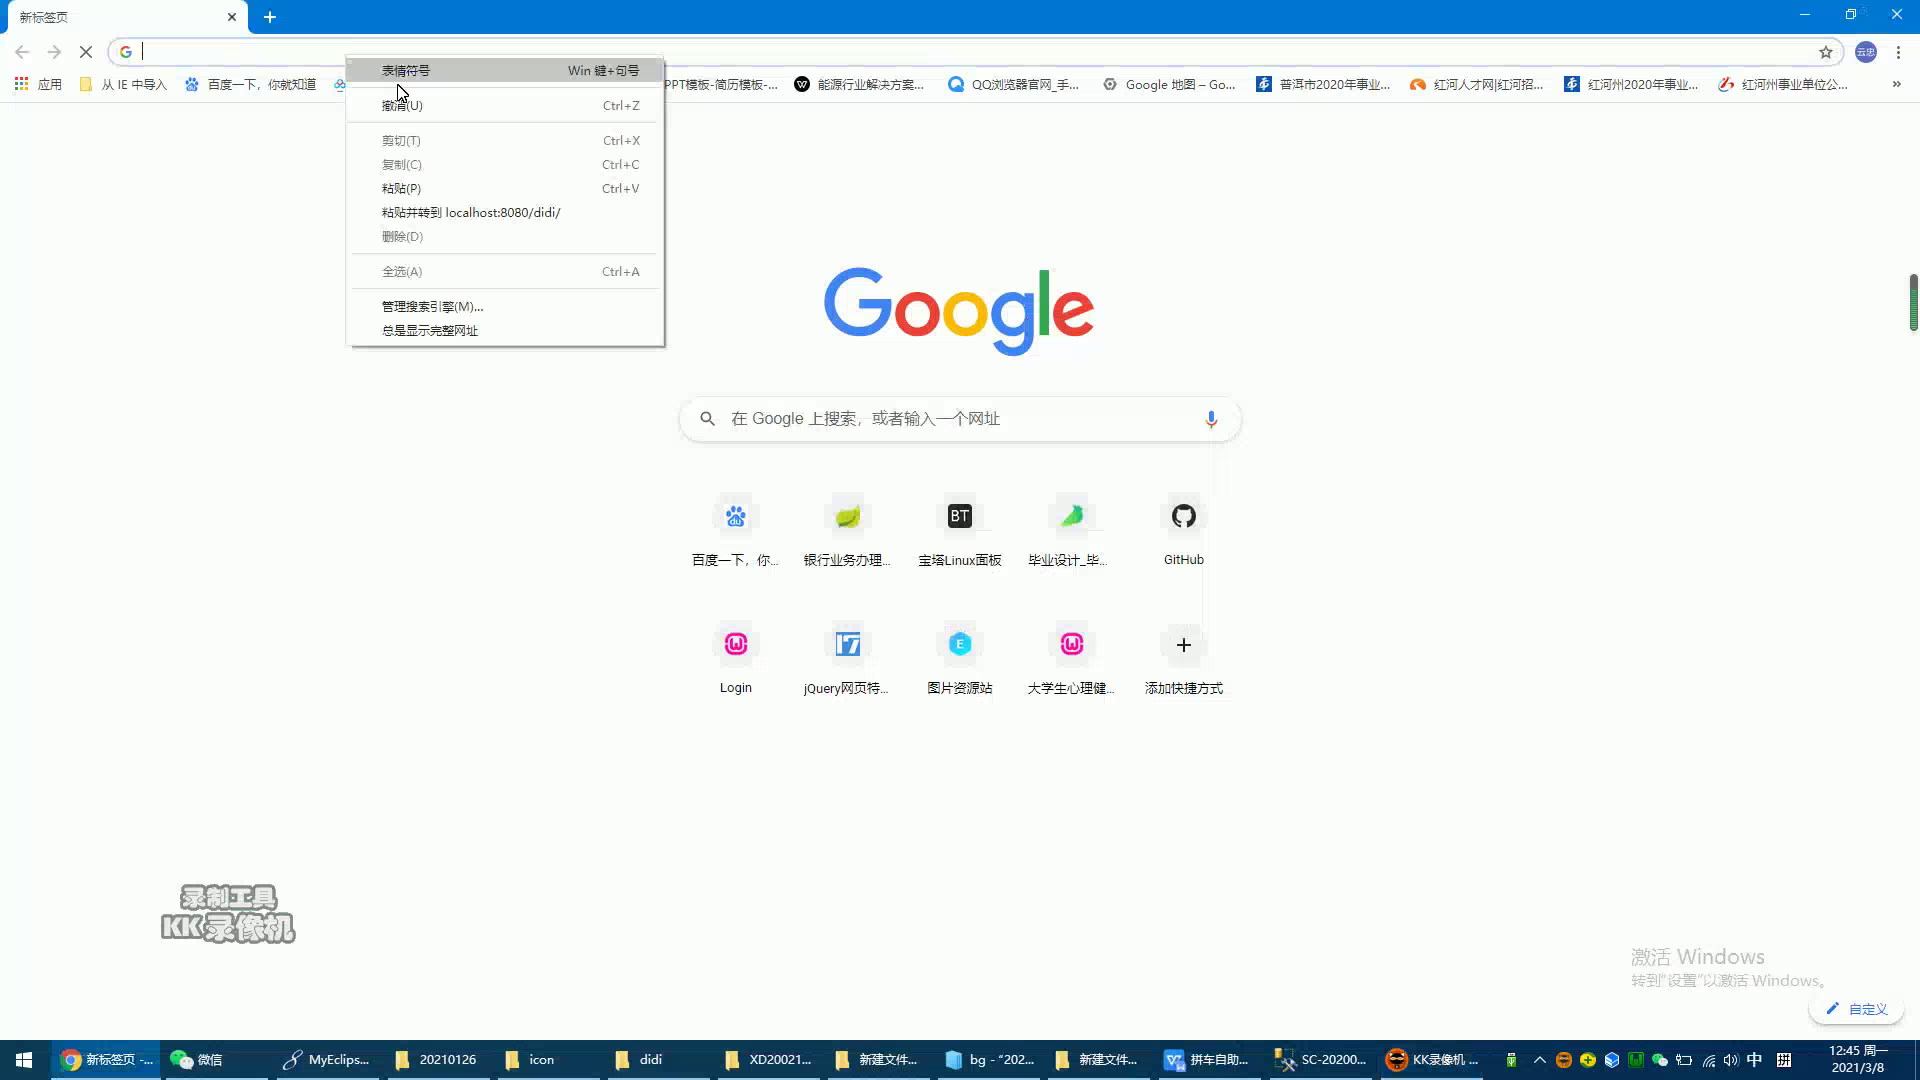 新标签页
应用
从 IE 中导入
百度一下，你就知道
PPT模板-简历模板-...
能源行业解决方案...
QQ浏览器官网_手...
Google 地图 – Go...
普洱市2020年事业...
红河人才网|红河招...
红河州2020年事业...
红河州事业单位公...
»
云忠
表情符号 Win 键+句号
撤消(U) Ctrl+Z
剪切(T) Ctrl+X
复制(C) Ctrl+C
粘贴(P) Ctrl+V
粘贴并转到 localhost:8080/didi/
删除(D)
全选(A) Ctrl+A
管理搜索引擎(M)...
总是显示完整网址
Google
在 Google 上搜索，或者输入一个网址
百度一下，你...
银行业务办理...
BT
宝塔Linux面板
毕业设计_毕...
GitHub
Login
jQuery网页特...
E
图片资源站
大学生心理健...
添加快捷方式
录制工具
KK录像机
激活 Windows
转到"设置"以激活 Windows。
自定义
新标签页 -...
微信
MyEclips...
20210126
icon
didi
XD20021...
新建文件...
bg - "202...
新建文件...
拼车自助...
SC-20200...
KK录像机 ...
中
拼
12:45 周一
2021/3/8